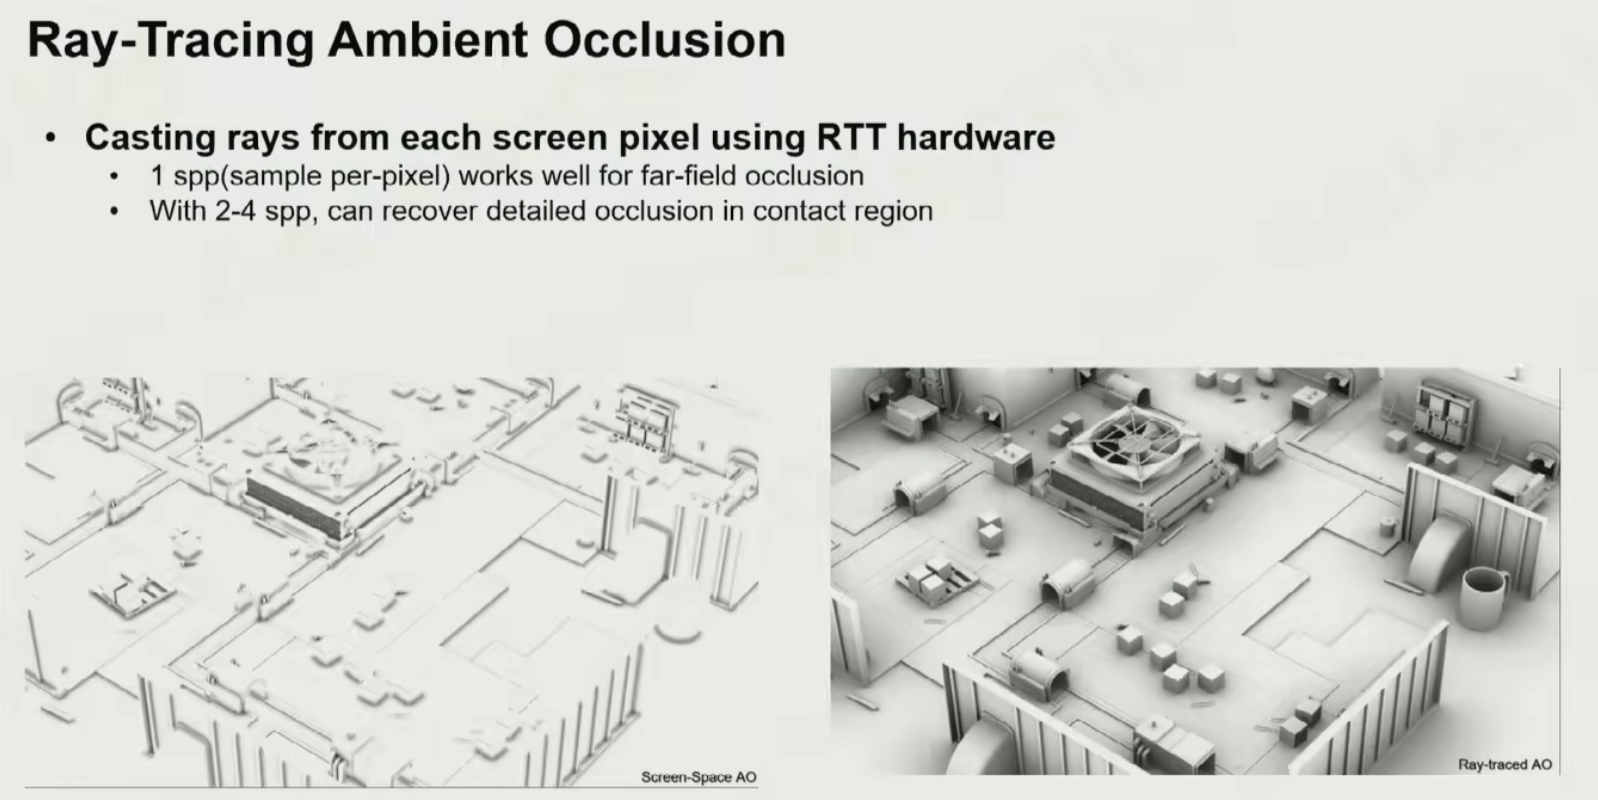 Ray-Tracing Ambient Occlusion
• Casting rays from each screen pixel using RTT hardware
• 1 spp(sample per-pixel) works well for far-field occlusion
• With 2-4 spp, can recover detailed occlusion in contact region
Screen-Space AO
Ray-traced AO